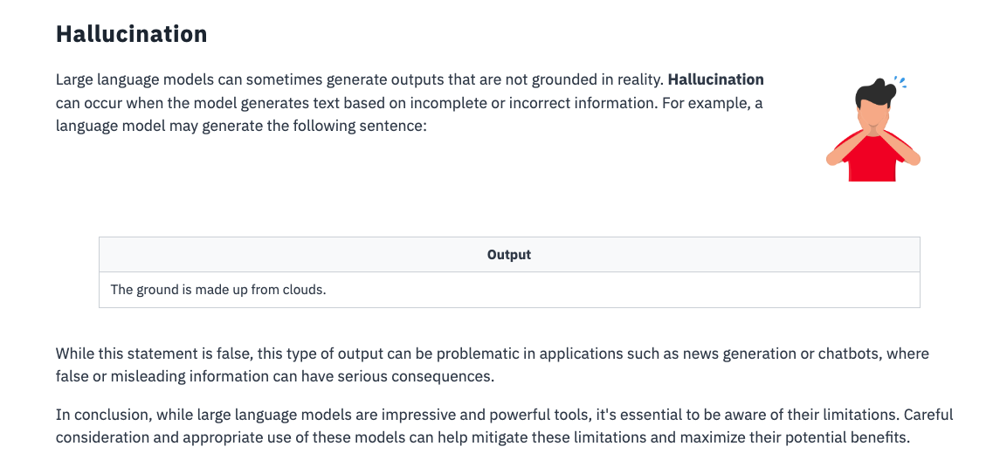 Hallucination
Large language models can sometimes generate outputs that are not grounded in reality. Hallucination
can occur when the model generates text based on incomplete or incorrect information. For example, a
language model may generate the following sentence:
Output
The ground is made up from clouds.
While this statement is false, this type of output can be problematic in applications such as news generation or chatbots, where
false or misleading information can have serious consequences.
In conclusion, while large language models are impressive and powerful tools, it's essential to be aware of their limitations. Careful
consideration and appropriate use of these models can help mitigate these limitations and maximize their potential benefits.